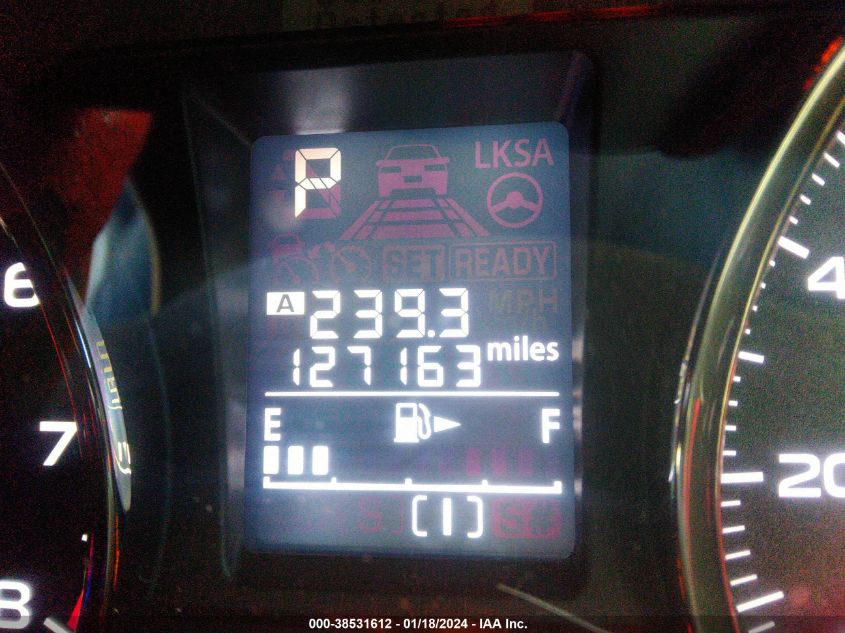 P
LKSA
SET READY
A 239.3 MPH
127163 miles
E F
(1)
6
7
8
4
20
000-38531612 - 01/18/2024 - IAA Inc.